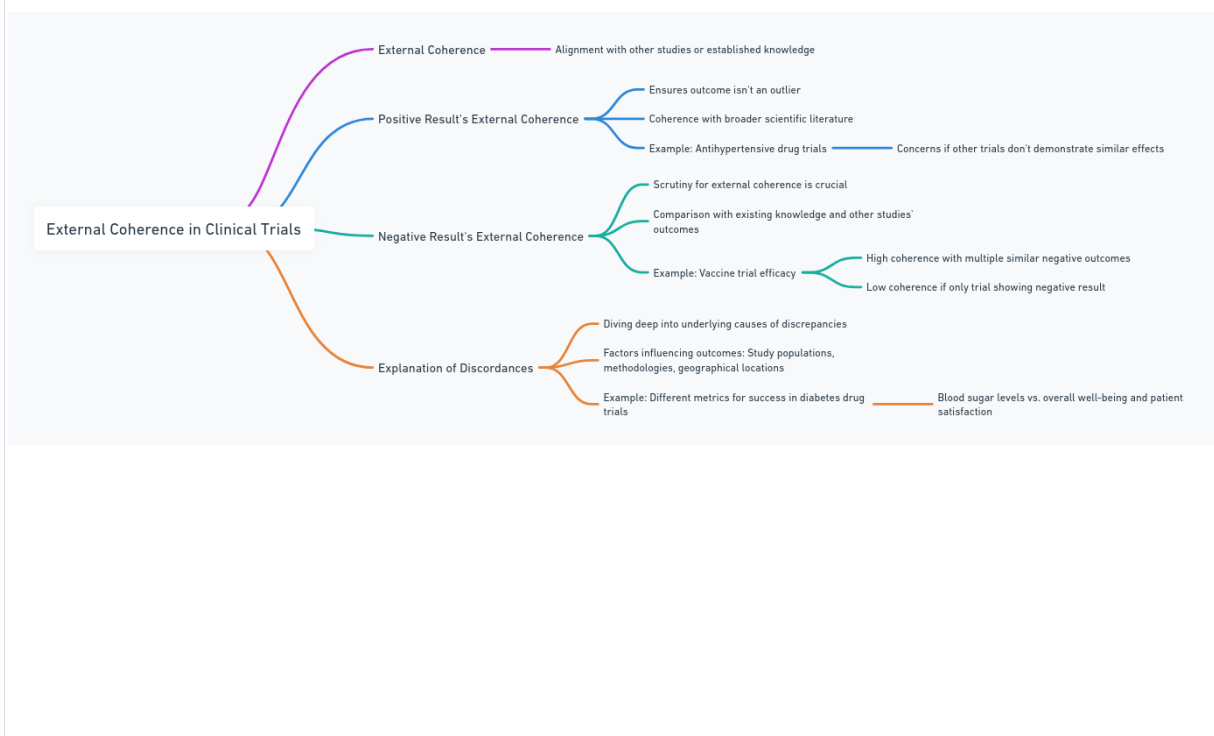 External Coherence in Clinical Trials
External Coherence
Alignment with other studies or established knowledge
Positive Result's External Coherence
Ensures outcome isn't an outlier
Coherence with broader scientific literature
Example: Antihypertensive drug trials
Concerns if other trials don't demonstrate similar effects
Negative Result's External Coherence
Scrutiny for external coherence is crucial
Comparison with existing knowledge and other studies'
outcomes
Example: Vaccine trial efficacy
High coherence with multiple similar negative outcomes
Low coherence if only trial showing negative result
Explanation of Discordances
Diving deep into underlying causes of discrepancies
Factors influencing outcomes: Study populations,
methodologies, geographical locations
Example: Different metrics for success in diabetes drug
trials
Blood sugar levels vs. overall well-being and patient
satisfaction